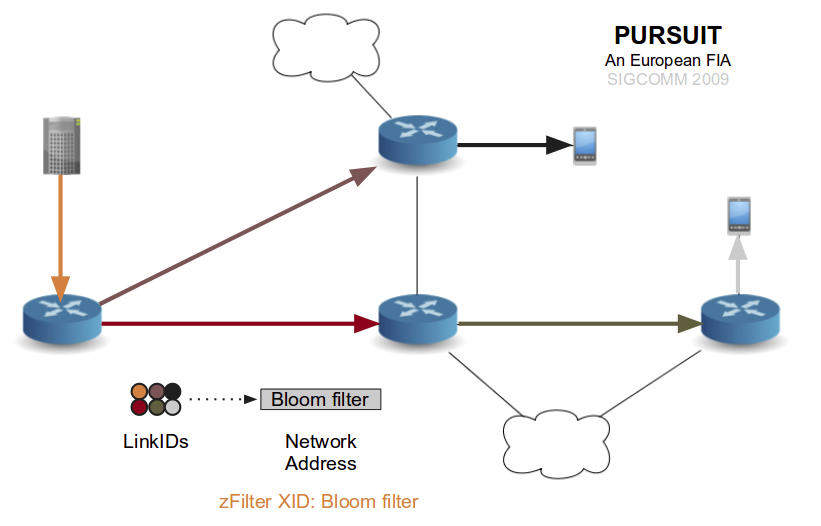 PURSUIT
An European FIA
SIGCOMM 2009
Bloom filter
LinkIDs
Network
Address
zFilter XID: Bloom filter